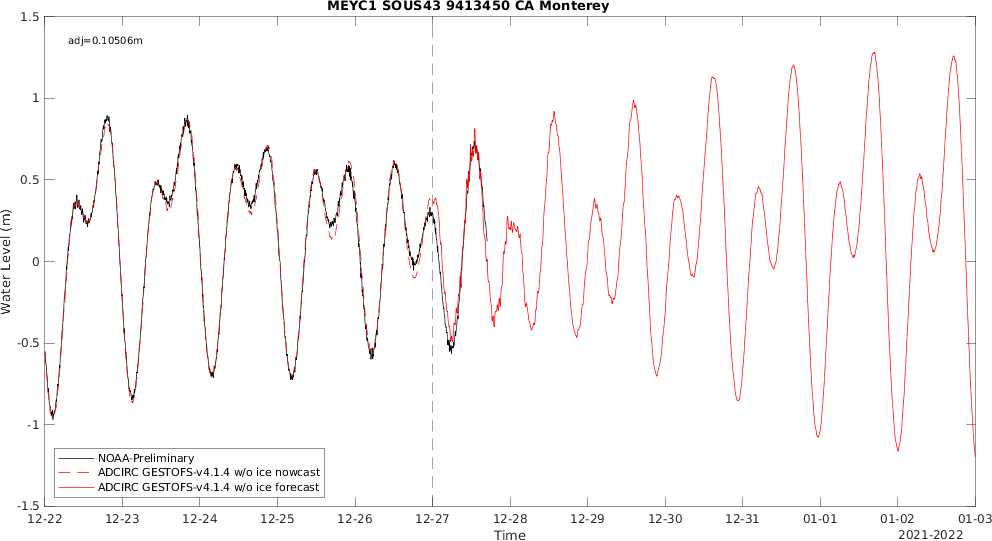 MEYC1 SOUS43 9413450 CA Monterey
adj=0.10506m
1.5
1
0.5
0
-0.5
-1
-1.5
Water Level (m)
NOAA-Preliminary
ADCIRC GESTOFS-v4.1.4 w/o ice nowcast
ADCIRC GESTOFS-v4.1.4 w/o ice forecast
12-22 12-23 12-24 12-25 12-26 12-27 12-28 12-29 12-30 12-31 01-01 01-02 01-03
Time
2021-2022